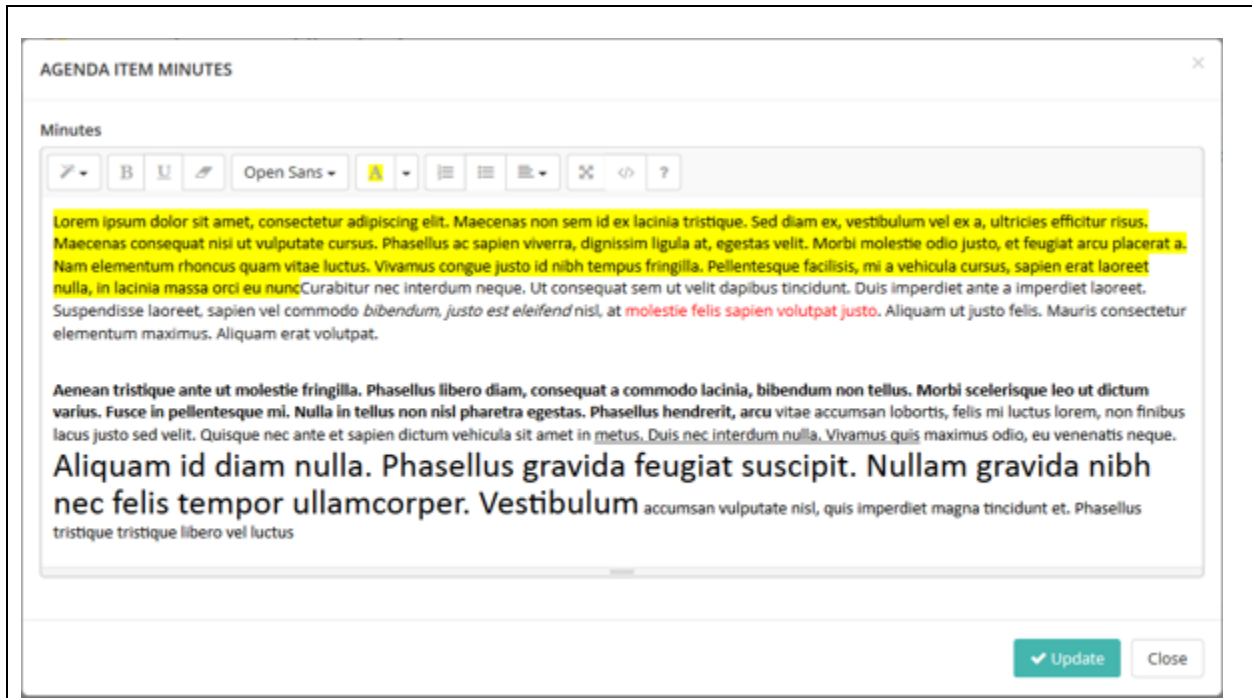 AGENDA ITEM MINUTES
×
Minutes
B U Open Sans A </> ?
Lorem ipsum dolor sit amet, consectetur adipiscing elit. Maecenas non sem id ex lacinia tristique. Sed diam ex, vestibulum vel ex a, ultricies efficitur risus.
Maecenas consequat nisi ut vulputate cursus. Phasellus ac sapien viverra, dignissim ligula at, egestas velit. Morbi molestie odio justo, et feugiat arcu placerat a.
Nam elementum rhoncus quam vitae luctus. Vivamus congue justo id nibh tempus fringilla. Pellentesque facilisis, mi a vehicula cursus, sapien erat laoreet
nulla, in lacinia massa orci eu nuncCurabitur nec interdum neque. Ut consequat sem ut velit dapibus tincidunt. Duis imperdiet ante a imperdiet laoreet.
Suspendisse laoreet, sapien vel commodo bibendum, justo est eleifend nisl, at molestie felis sapien volutpat justo. Aliquam ut justo felis. Mauris consectetur
elementum maximus. Aliquam erat volutpat.
Aenean tristique ante ut molestie fringilla. Phasellus libero diam, consequat a commodo lacinia, bibendum non tellus. Morbi scelerisque leo ut dictum
varius. Fusce in pellentesque mi. Nulla in tellus non nisl pharetra egestas. Phasellus hendrerit, arcu vitae accumsan lobortis, felis mi luctus lorem, non finibus
lacus justo sed velit. Quisque nec ante et sapien dictum vehicula sit amet in metus. Duis nec interdum nulla. Vivamus quis maximus odio, eu venenatis neque.
Aliquam id diam nulla. Phasellus gravida feugiat suscipit. Nullam gravida nibh
nec felis tempor ullamcorper. Vestibulum accumsan vulputate nisl, quis imperdiet magna tincidunt et. Phasellus
tristique tristique libero vel luctus
Update Close